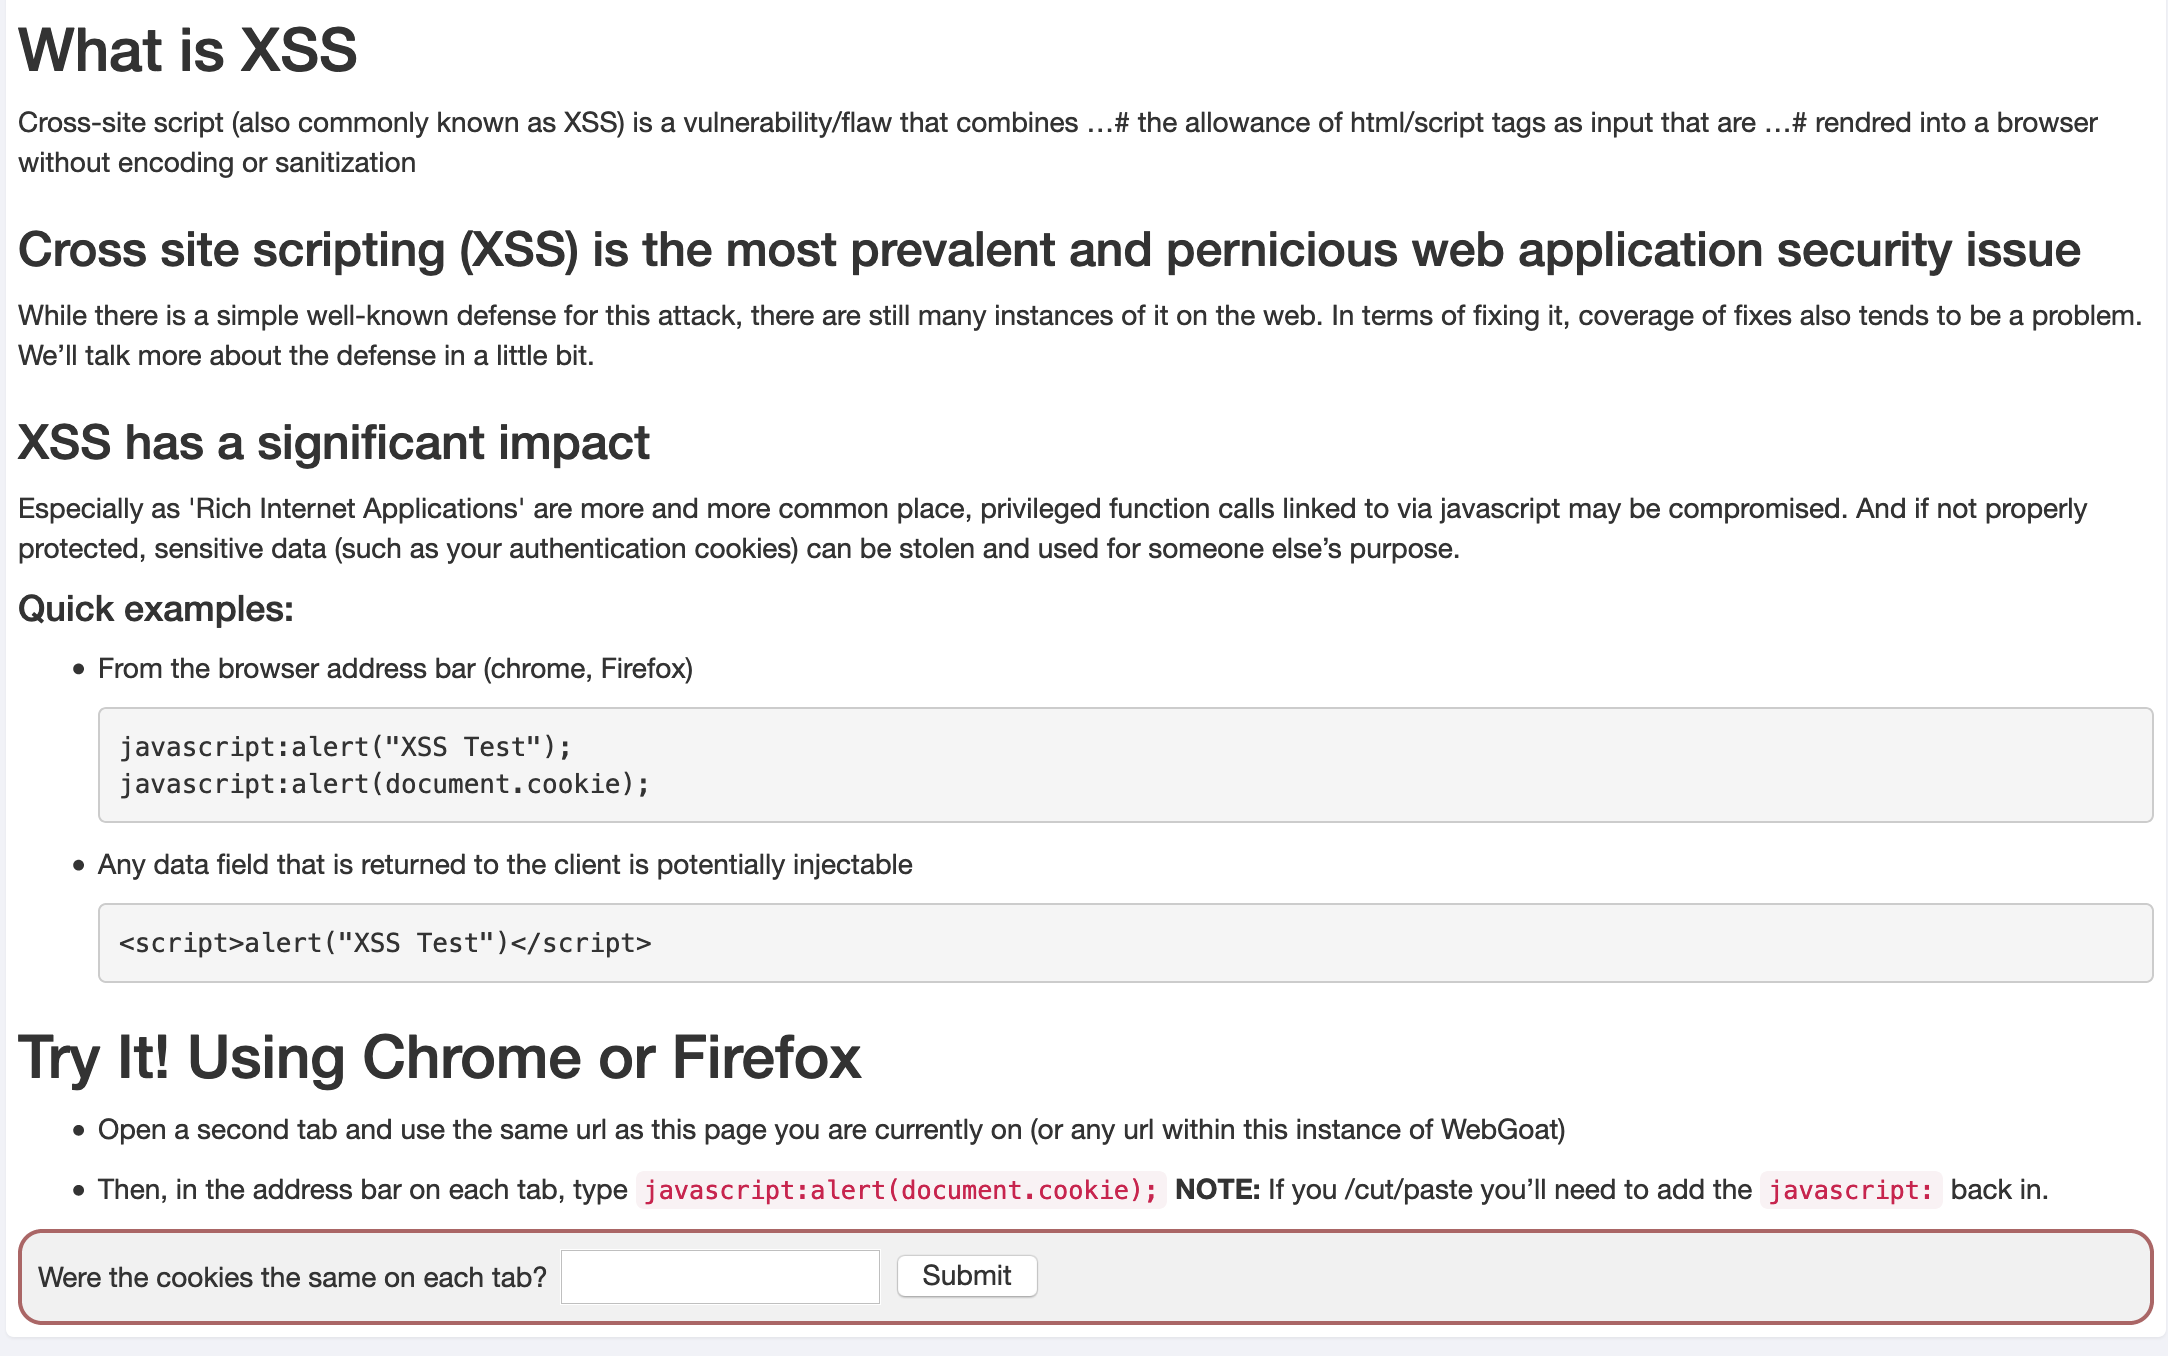 What is XSS
Cross-site script (also commonly known as XSS) is a vulnerability/flaw that combines …# the allowance of html/script tags as input that are …# rendred into a browser
without encoding or sanitization
Cross site scripting (XSS) is the most prevalent and pernicious web application security issue
While there is a simple well-known defense for this attack, there are still many instances of it on the web. In terms of fixing it, coverage of fixes also tends to be a problem.
We’ll talk more about the defense in a little bit.
XSS has a significant impact
Especially as 'Rich Internet Applications' are more and more common place, privileged function calls linked to via javascript may be compromised. And if not properly
protected, sensitive data (such as your authentication cookies) can be stolen and used for someone else’s purpose.
Quick examples:
• From the browser address bar (chrome, Firefox)
javascript:alert("XSS Test");
javascript:alert(document.cookie);
• Any data field that is returned to the client is potentially injectable
<script>alert("XSS Test")</script>
Try It! Using Chrome or Firefox
• Open a second tab and use the same url as this page you are currently on (or any url within this instance of WebGoat)
• Then, in the address bar on each tab, type javascript:alert(document.cookie); NOTE: If you /cut/paste you’ll need to add the javascript: back in.
Were the cookies the same on each tab? Submit